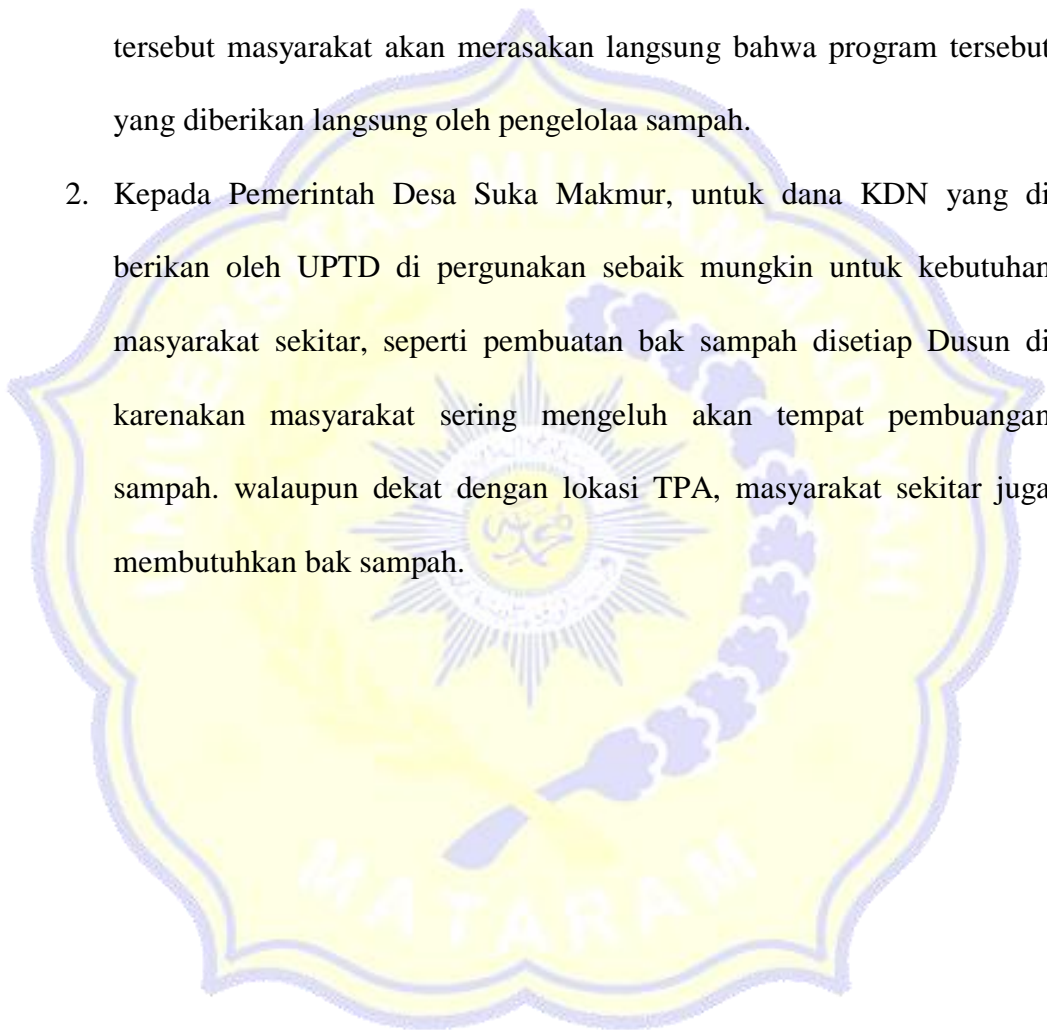 tersebut masyarakat akan merasakan langsung bahwa program tersebut
yang diberikan langsung oleh pengelolaa sampah.
2. Kepada Pemerintah Desa Suka Makmur, untuk dana KDN yang di
berikan oleh UPTD di pergunakan sebaik mungkin untuk kebutuhan
masyarakat sekitar, seperti pembuatan bak sampah disetiap Dusun di
karenakan masyarakat sering mengeluh akan tempat pembuangan
sampah. walaupun dekat dengan lokasi TPA, masyarakat sekitar juga
membutuhkan bak sampah.
UNIVERSITAS MUHAMMADIYAH
MATARAM